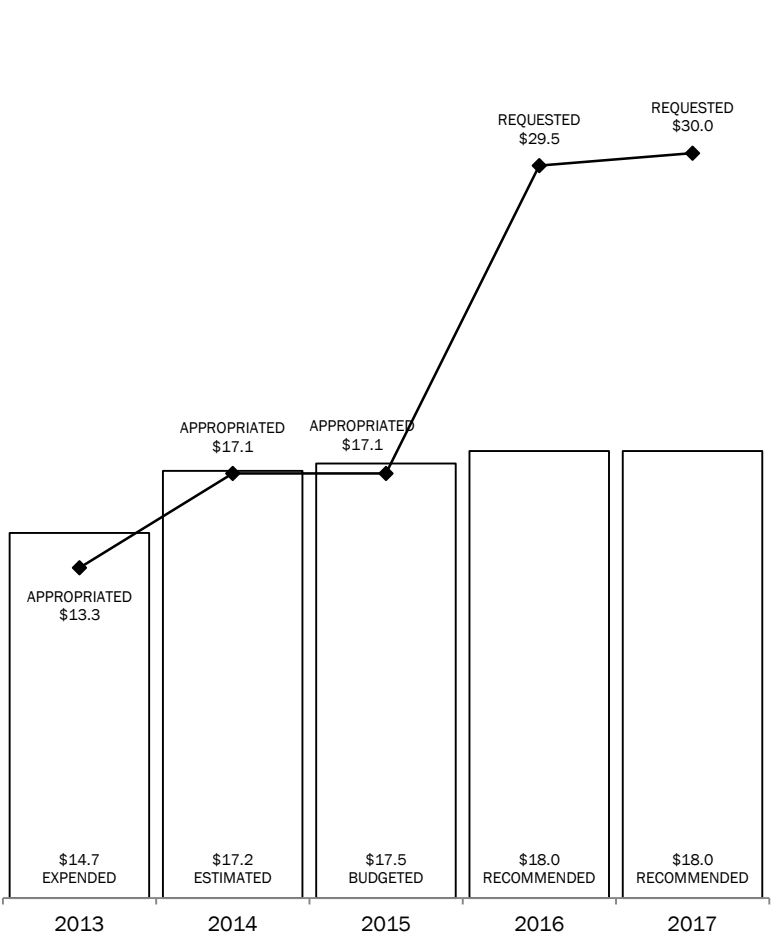 REQUESTED
$30.0
REQUESTED
$29.5
APPROPRIATED
$17.1
APPROPRIATED
$17.1
APPROPRIATED
$13.3
$14.7
EXPENDED
$17.2
ESTIMATED
$17.5
BUDGETED
$18.0
RECOMMENDED
$18.0
RECOMMENDED
2013
2014
2015
2016
2017